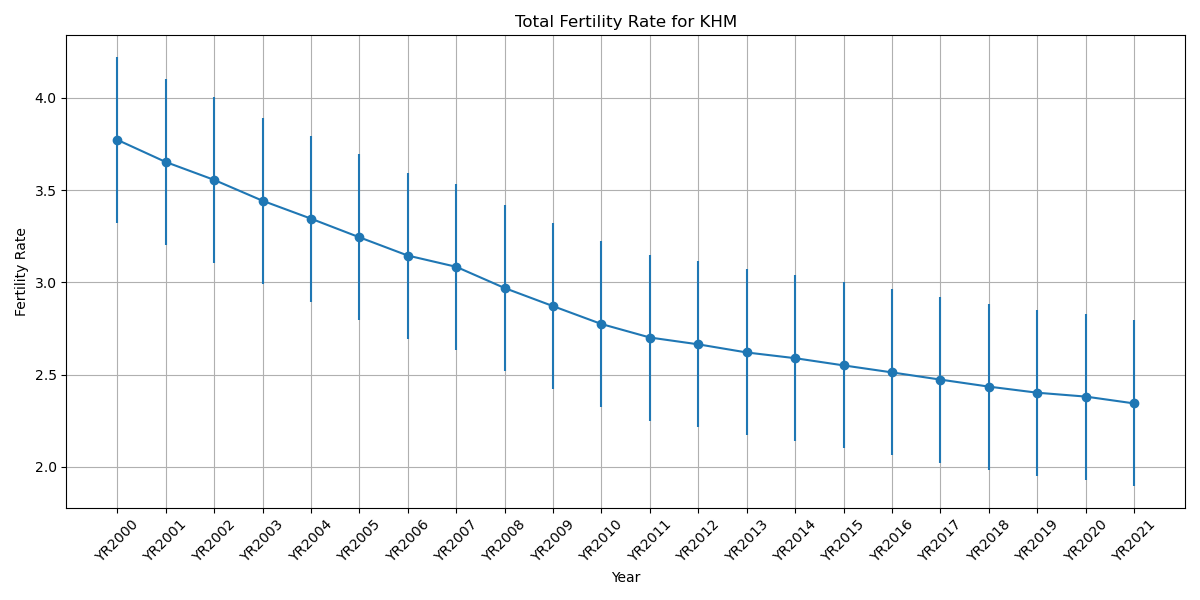 Total Fertility Rate for KHM
Fertility Rate
4.0
3.5
3.0
2.5
2.0
YR2000
YR2001
YR2002
YR2003
YR2004
YR2005
YR2006
YR2007
YR2008
YR2009
YR2010
YR2011
YR2012
YR2013
YR2014
YR2015
YR2016
YR2017
YR2018
YR2019
YR2020
YR2021
Year